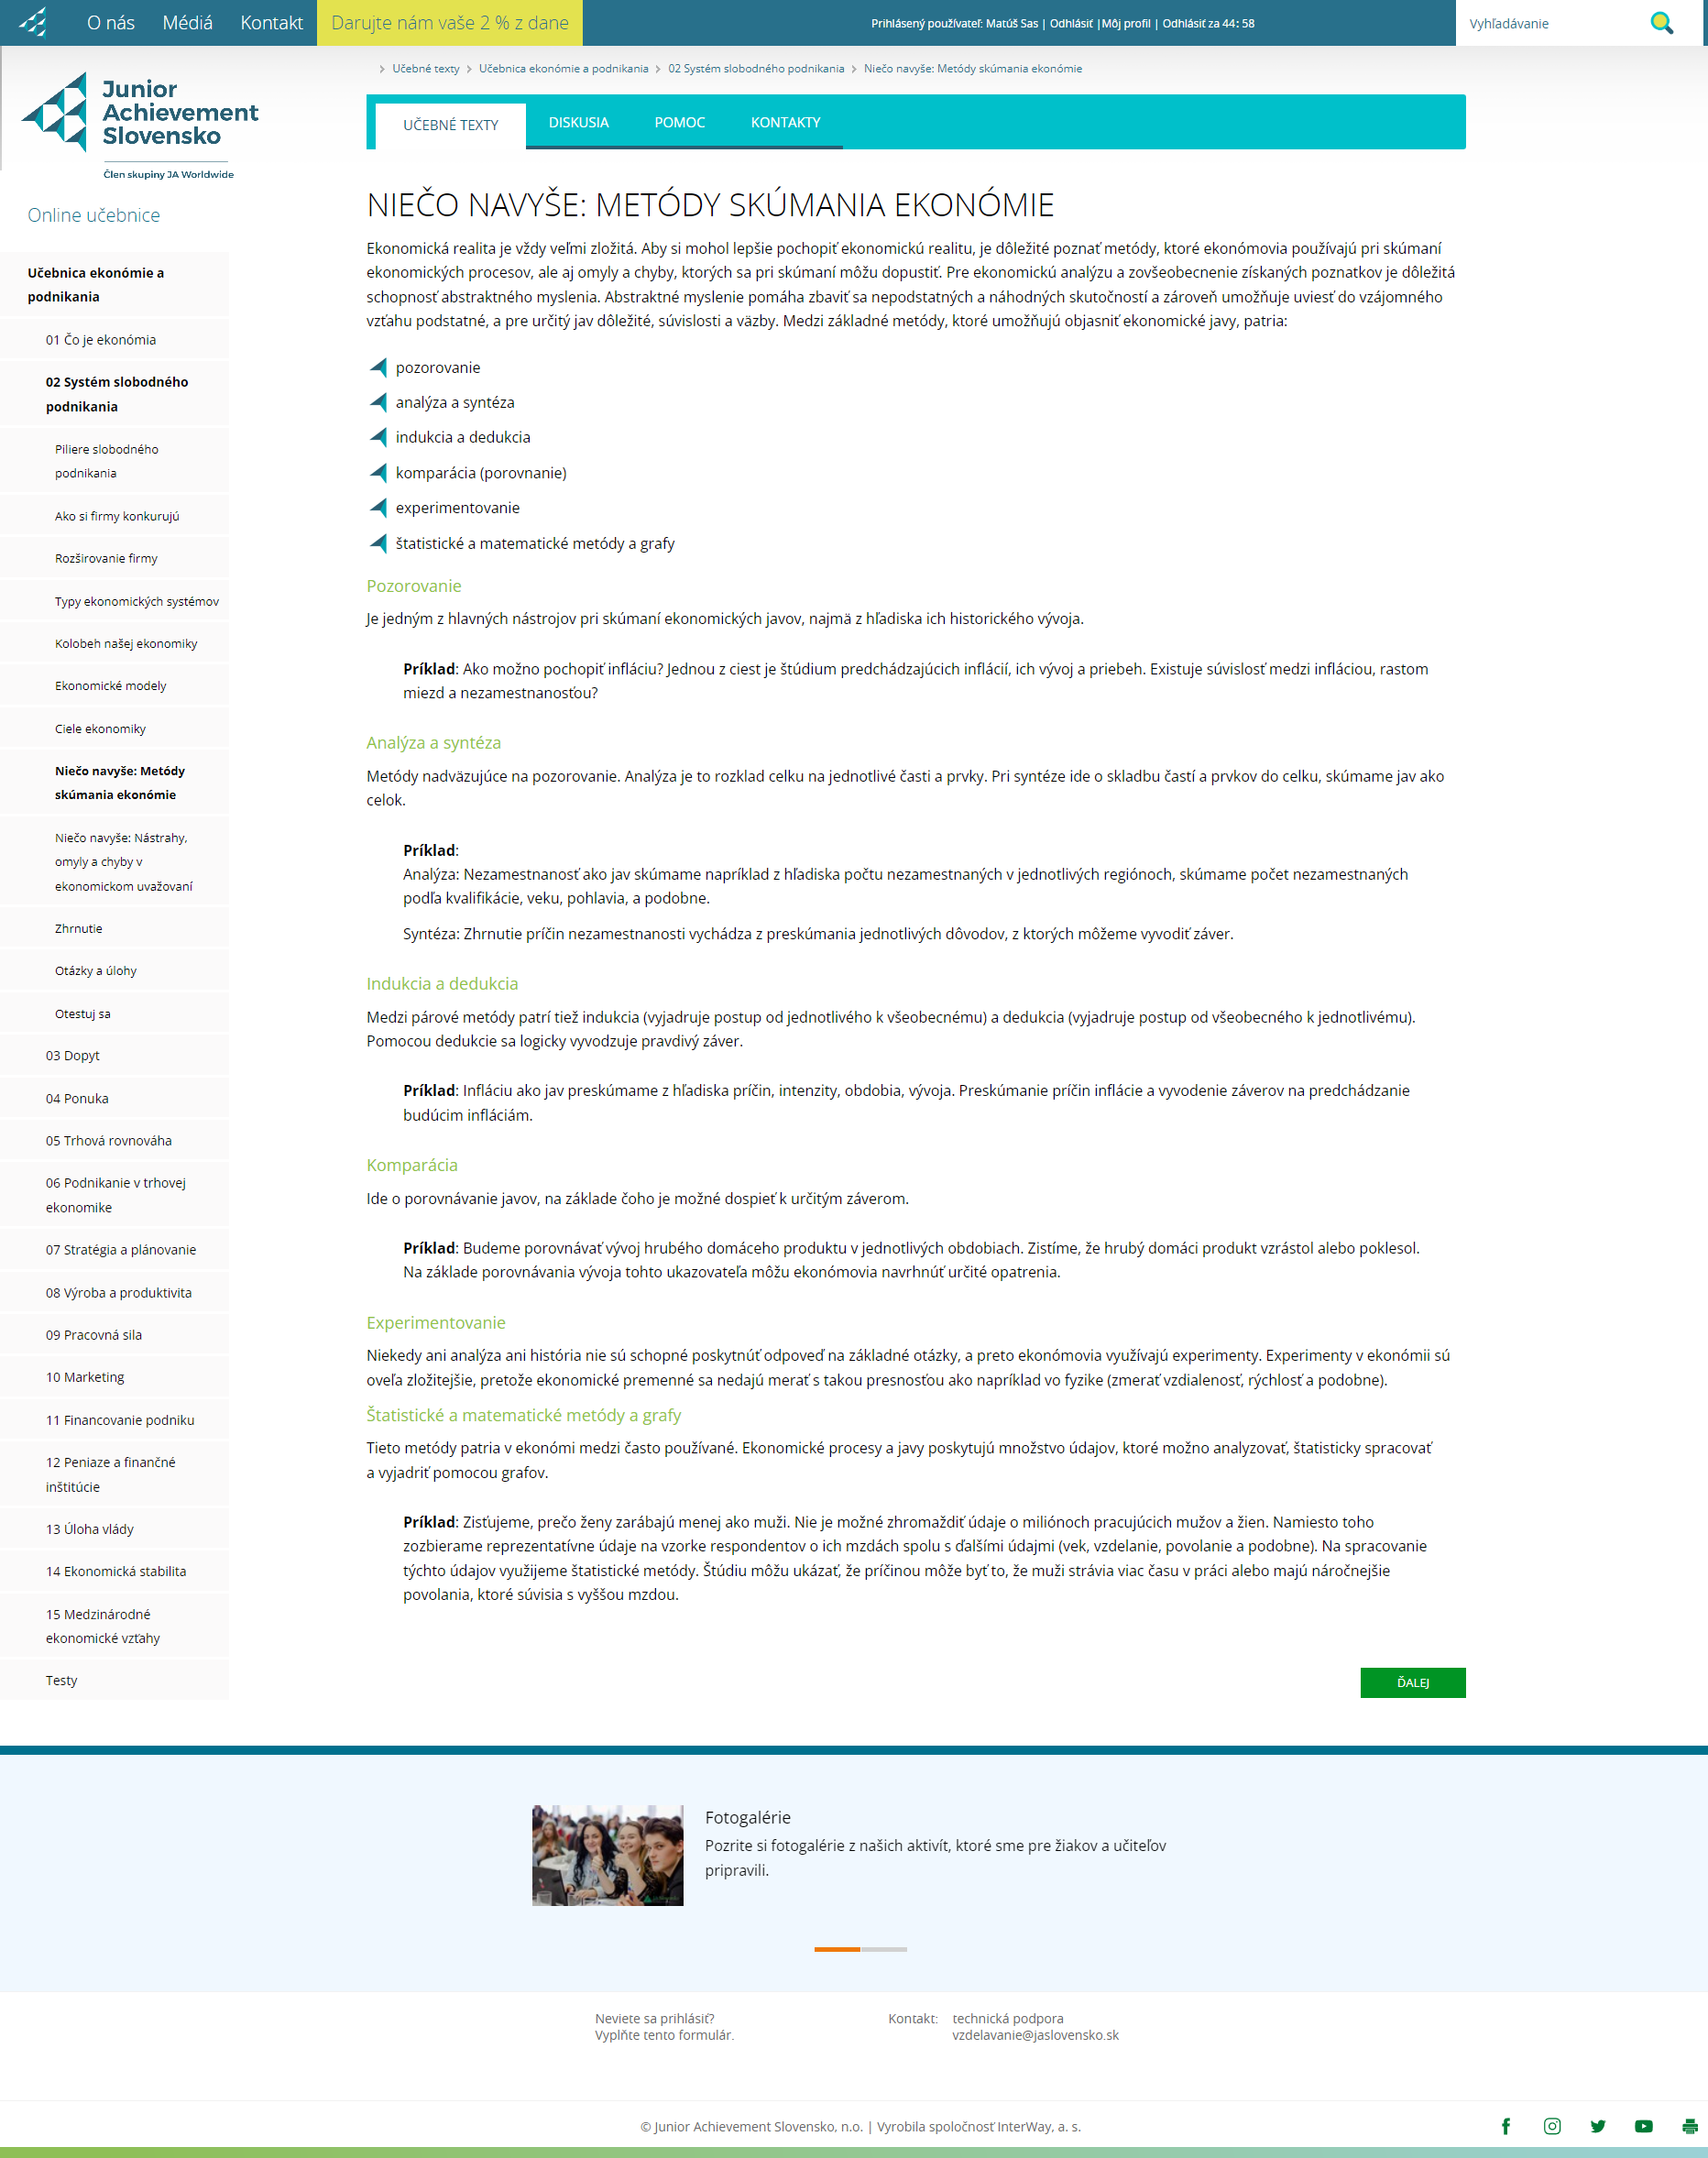 O nás Médiá Kontakt Darujte nám vaše 2 % z dane Prihlásený používateľ: Matúš Sas | Odhlásiť |Môj profil | Odhlásiť za 44: 58 Vyhľadávanie
Učebné texty Učebnica ekonómie a podnikania 02 Systém slobodného podnikania Niečo navyše: Metódy skúmania ekonómie
Junior
Achievement
Slovensko
Člen skupiny JA Worldwide
UČEBNÉ TEXTY DISKUSIA POMOC KONTAKTY
Online učebnice
Učebnica ekonómie a
podnikania
01 Čo je ekonómia
02 Systém slobodného
podnikania
Piliere slobodného
podnikania
Ako si firmy konkurujú
Rozširovanie firmy
Typy ekonomických systémov
Kolobeh našej ekonomiky
Ekonomické modely
Ciele ekonomiky
Niečo navyše: Metódy
skúmania ekonómie
Niečo navyše: Nástrahy,
omyly a chyby v
ekonomickom uvažovaní
Zhrnutie
Otázky a úlohy
Otestuj sa
03 Dopyt
04 Ponuka
05 Trhová rovnováha
06 Podnikanie v trhovej
ekonomike
07 Stratégia a plánovanie
08 Výroba a produktivita
09 Pracovná sila
10 Marketing
11 Financovanie podniku
12 Peniaze a finančné
inštitúcie
13 Úloha vlády
14 Ekonomická stabilita
15 Medzinárodné
ekonomické vzťahy
Testy
NIEČO NAVYŠE: METÓDY SKÚMANIA EKONÓMIE
Ekonomická realita je vždy veľmi zložitá. Aby si mohol lepšie pochopiť ekonomickú realitu, je dôležité poznať metódy, ktoré ekonómovia používajú pri skúmaní
ekonomických procesov, ale aj omyly a chyby, ktorých sa pri skúmaní môžu dopustiť. Pre ekonomickú analýzu a zovšeobecnenie získaných poznatkov je dôležitá
schopnosť abstraktného myslenia. Abstraktné myslenie pomáha zbaviť sa nepodstatných a náhodných skutočností a zároveň umožňuje uviesť do vzájomného
vzťahu podstatné, a pre určitý jav dôležité, súvislosti a väzby. Medzi základné metódy, ktoré umožňujú objasniť ekonomické javy, patria:
pozorovanie
analýza a syntéza
indukcia a dedukcia
komparácia (porovnanie)
experimentovanie
štatistické a matematické metódy a grafy
Pozorovanie
Je jedným z hlavných nástrojov pri skúmaní ekonomických javov, najmä z hľadiska ich historického vývoja.
Príklad: Ako možno pochopiť infláciu? Jednou z ciest je štúdium predchádzajúcich inflácií, ich vývoj a priebeh. Existuje súvislosť medzi infláciou, rastom
miezd a nezamestnanosťou?
Analýza a syntéza
Metódy nadväzujúce na pozorovanie. Analýza je to rozklad celku na jednotlivé časti a prvky. Pri syntéze ide o skladbu častí a prvkov do celku, skúmame jav ako
celok.
Príklad:
Analýza: Nezamestnanosť ako jav skúmame napríklad z hľadiska počtu nezamestnaných v jednotlivých regiónoch, skúmame počet nezamestnaných
podľa kvalifikácie, veku, pohlavia, a podobne.
Syntéza: Zhrnutie príčin nezamestnanosti vychádza z preskúmania jednotlivých dôvodov, z ktorých môžeme vyvodiť záver.
Indukcia a dedukcia
Medzi párové metódy patrí tiež indukcia (vyjadruje postup od jednotlivého k všeobecnému) a dedukcia (vyjadruje postup od všeobecného k jednotlivému).
Pomocou dedukcie sa logicky vyvodzuje pravdivý záver.
Príklad: Infláciu ako jav preskúmame z hľadiska príčin, intenzity, obdobia, vývoja. Preskúmanie príčin inflácie a vyvodenie záverov na predchádzanie
budúcim infláciám.
Komparácia
Ide o porovnávanie javov, na základe čoho je možné dospieť k určitým záverom.
Príklad: Budeme porovnávať vývoj hrubého domáceho produktu v jednotlivých obdobiach. Zistíme, že hrubý domáci produkt vzrástol alebo poklesol.
Na základe porovnávania vývoja tohto ukazovateľa môžu ekonómovia navrhnúť určité opatrenia.
Experimentovanie
Niekedy ani analýza ani história nie sú schopné poskytnúť odpoveď na základné otázky, a preto ekonómovia využívajú experimenty. Experimenty v ekonómii sú
oveľa zložitejšie, pretože ekonomické premenné sa nedajú merať s takou presnosťou ako napríklad vo fyzike (zmerať vzdialenosť, rýchlosť a podobne).
Štatistické a matematické metódy a grafy
Tieto metódy patria v ekonómi medzi často používané. Ekonomické procesy a javy poskytujú množstvo údajov, ktoré možno analyzovať, štatisticky spracovať
a vyjadriť pomocou grafov.
Príklad: Zisťujeme, prečo ženy zarábajú menej ako muži. Nie je možné zhromaždiť údaje o miliónoch pracujúcich mužov a žien. Namiesto toho
zozbierame reprezentatívne údaje na vzorke respondentov o ich mzdách spolu s ďalšími údajmi (vek, vzdelanie, povolanie a podobne). Na spracovanie
týchto údajov využijeme štatistické metódy. Štúdiu môžu ukázať, že príčinou môže byť to, že muži strávia viac času v práci alebo majú náročnejšie
povolania, ktoré súvisia s vyššou mzdou.
ĎALEJ
Fotogalérie
Pozrite si fotogalérie z našich aktivít, ktoré sme pre žiakov a učiteľov
pripravili.
Neviete sa prihlásiť?
Vyplňte tento formulár.
Kontakt: technická podpora
vzdelavanie@jaslovensko.sk
© Junior Achievement Slovensko, n.o. | Vyrobila spoločnosť InterWay, a. s.